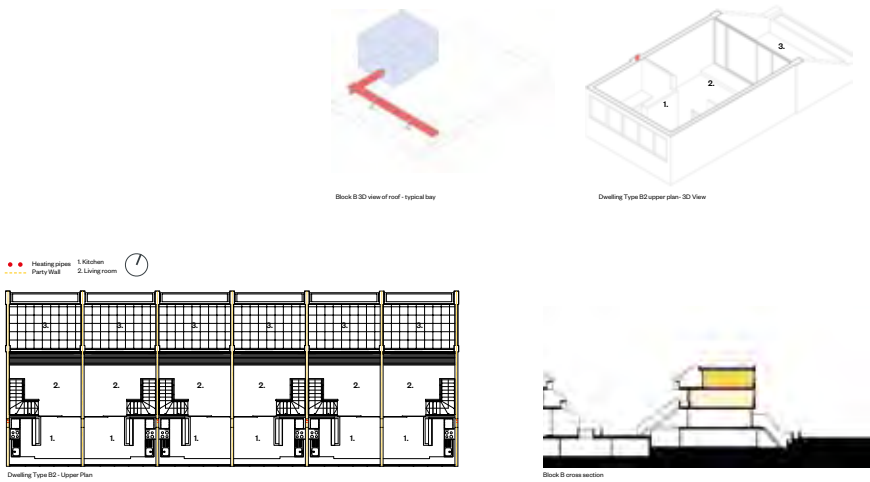 3.
2.
1.
Block B 3D view of roof - typical bay
Dwelling Type B2 upper plan- 3D View
Heating pipes 1. Kitchen
Party Wall 2. Living room
3. 3. 3. 3. 3. 3.
2. 2. 2. 2. 2. 2.
1. 1. 1. 1. 1. 1.
Dwelling Type B2 - Upper Plan
Block B cross section